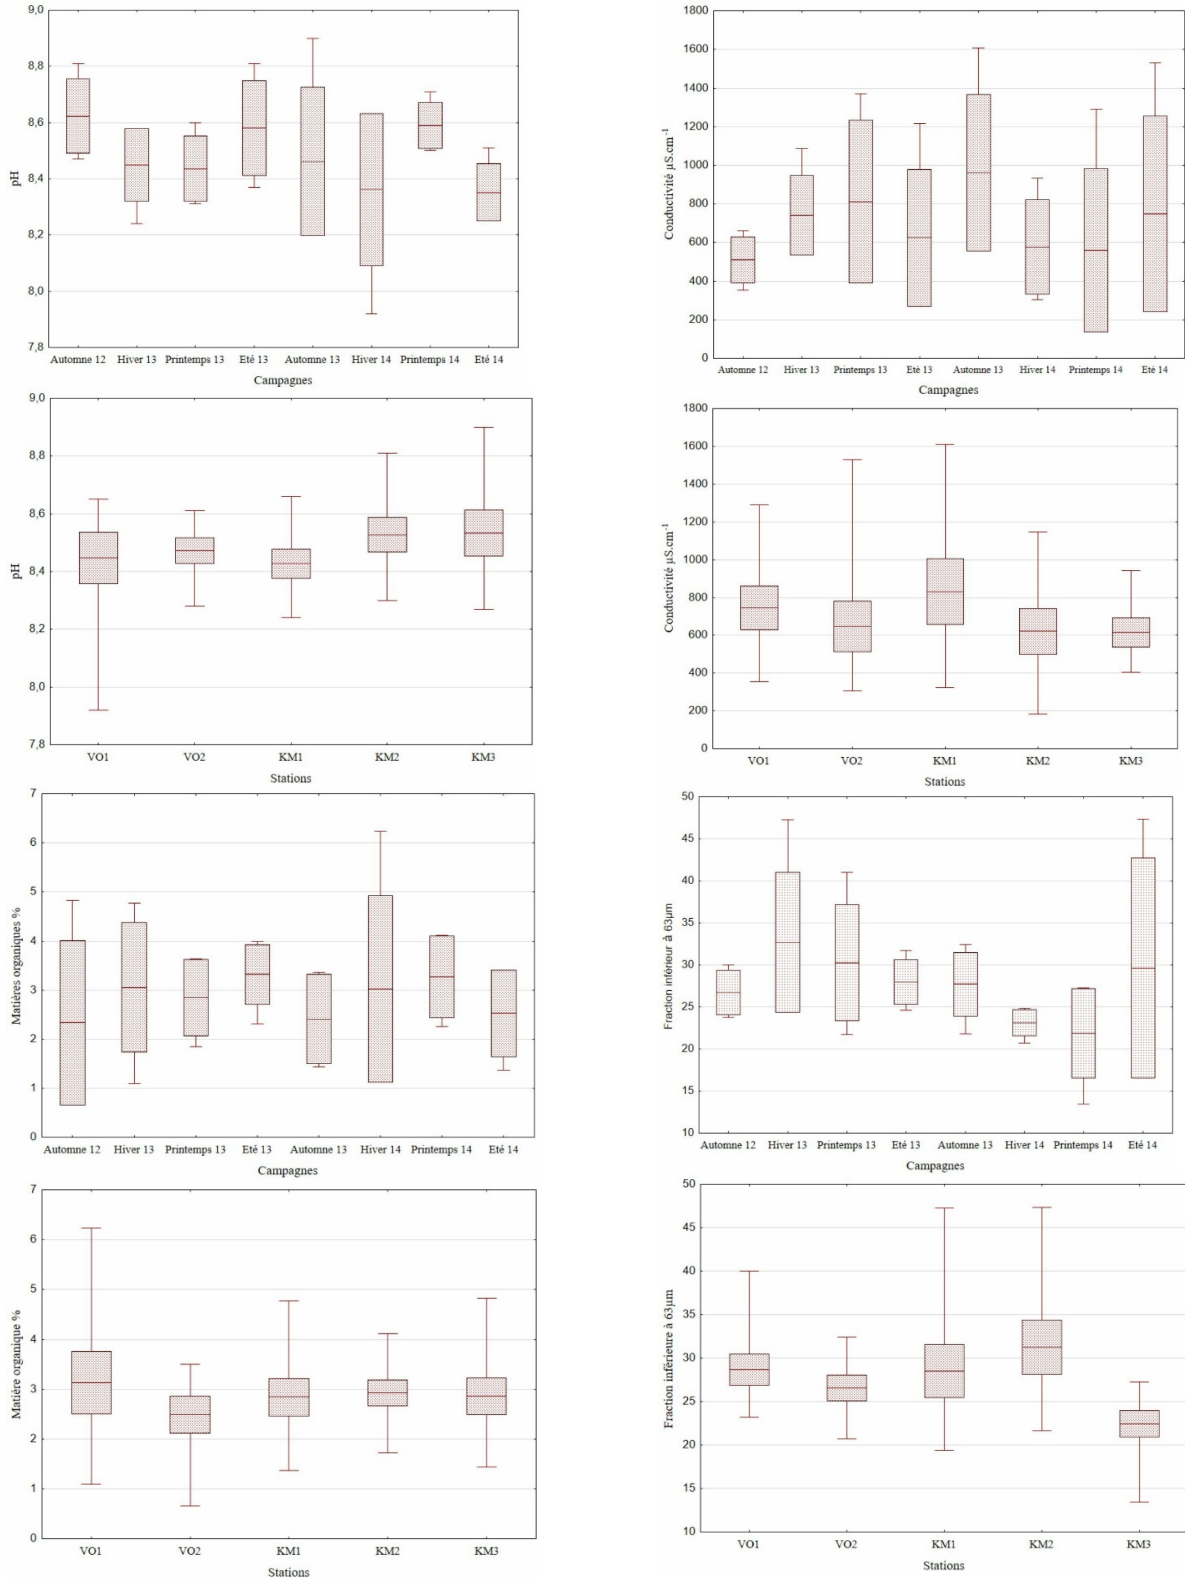 9,0
8,8
8,6
8,4
8,2
8,0
7,8
pH
Automne 12 Hiver 13 Printemps 13 Eté 13 Automne 13 Hiver 14 Printemps 14 Eté 14
Campagnes
1800
1600
1400
1200
1000
800
600
400
200
0
Conductivité µS.cm-1
Automne 12 Hiver 13 Printemps 13 Eté 13 Automne 13 Hiver 14 Printemps 14 Eté 14
Campagnes
9,0
8,8
8,6
8,4
8,2
8,0
7,8
pH
VO1 VO2 KM1 KM2 KM3
Stations
1800
1600
1400
1200
1000
800
600
400
200
0
Conductivité µS.cm-1
VO1 VO2 KM1 KM2 KM3
Stations
7
6
5
4
3
2
1
0
Matières organiques %
Automne 12 Hiver 13 Printemps 13 Eté 13 Automne 13 Hiver 14 Printemps 14 Eté 14
Campagnes
50
45
40
35
30
25
20
15
10
Fraction inférieur à 63µm
Automne 12 Hiver 13 Printemps 13 Eté 13 Automne 13 Hiver 14 Printemps 14 Eté 14
Campagnes
7
6
5
4
3
2
1
0
Matière organique %
VO1 VO2 KM1 KM2 KM3
Stations
50
45
40
35
30
25
20
15
10
Fraction inférieure à 63µm
VO1 VO2 KM1 KM2 KM3
Stations